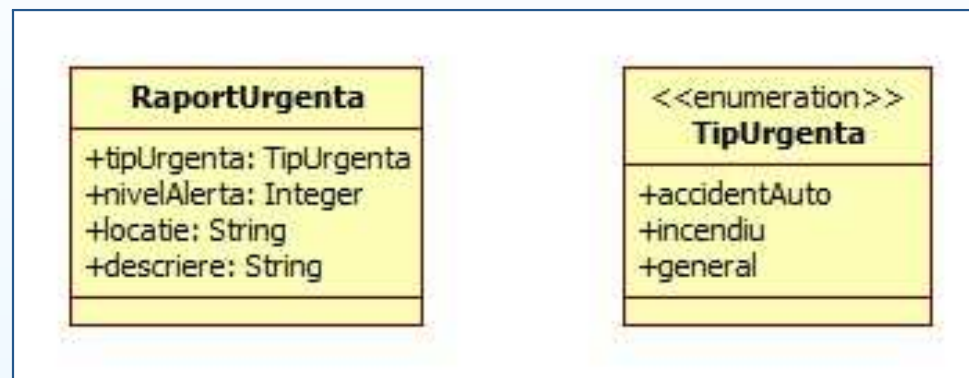 RaportUrgenta
+tipUrgenta: TipUrgenta
+nivelAlerta: Integer
+locatie: String
+descriere: String
<<enumeration>>
TipUrgenta
+accidentAuto
+incendiu
+general